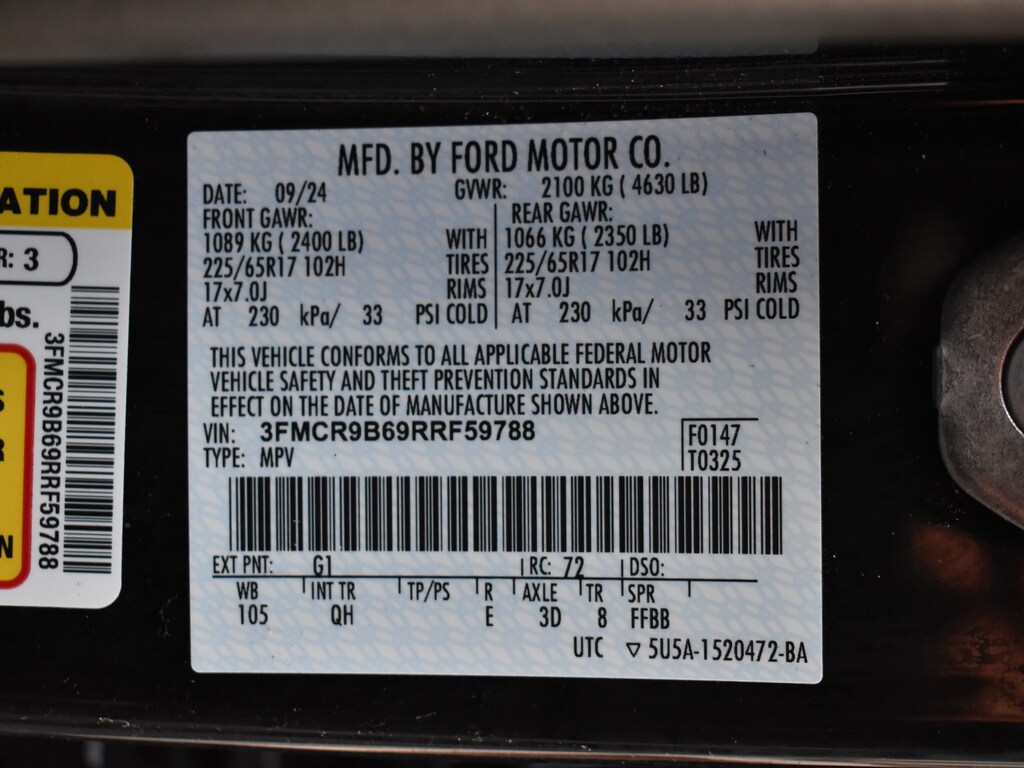 MFD. BY FORD MOTOR CO.
DATE: 09/24 GVWR: 2100 KG ( 4630 LB)
FRONT GAWR: REAR GAWR:
1089 KG ( 2400 LB) WITH 1066 KG ( 2350 LB) WITH
225/65R17 102H TIRES 225/65R17 102H TIRES
17x7.0J RIMS 17x7.0J RIMS
AT 230 kPa/ 33 PSI COLD AT 230 kPa/ 33 PSI COLD
THIS VEHICLE CONFORMS TO ALL APPLICABLE FEDERAL MOTOR
VEHICLE SAFETY AND THEFT PREVENTION STANDARDS IN
EFFECT ON THE DATE OF MANUFACTURE SHOWN ABOVE.
VIN: 3FMCR9B69RRF59788 F0147
TYPE: MPV T0325
EXT PNT: G1 RC: 72 DSO:
WB INT TR TP/PS R AXLE TR SPR
105 QH E 3D 8 FFBB
UTC ▽ 5U5A-1520472-BA
ATION
R: 3
bs.
3FMCR9B69RRF59788
S
R
N